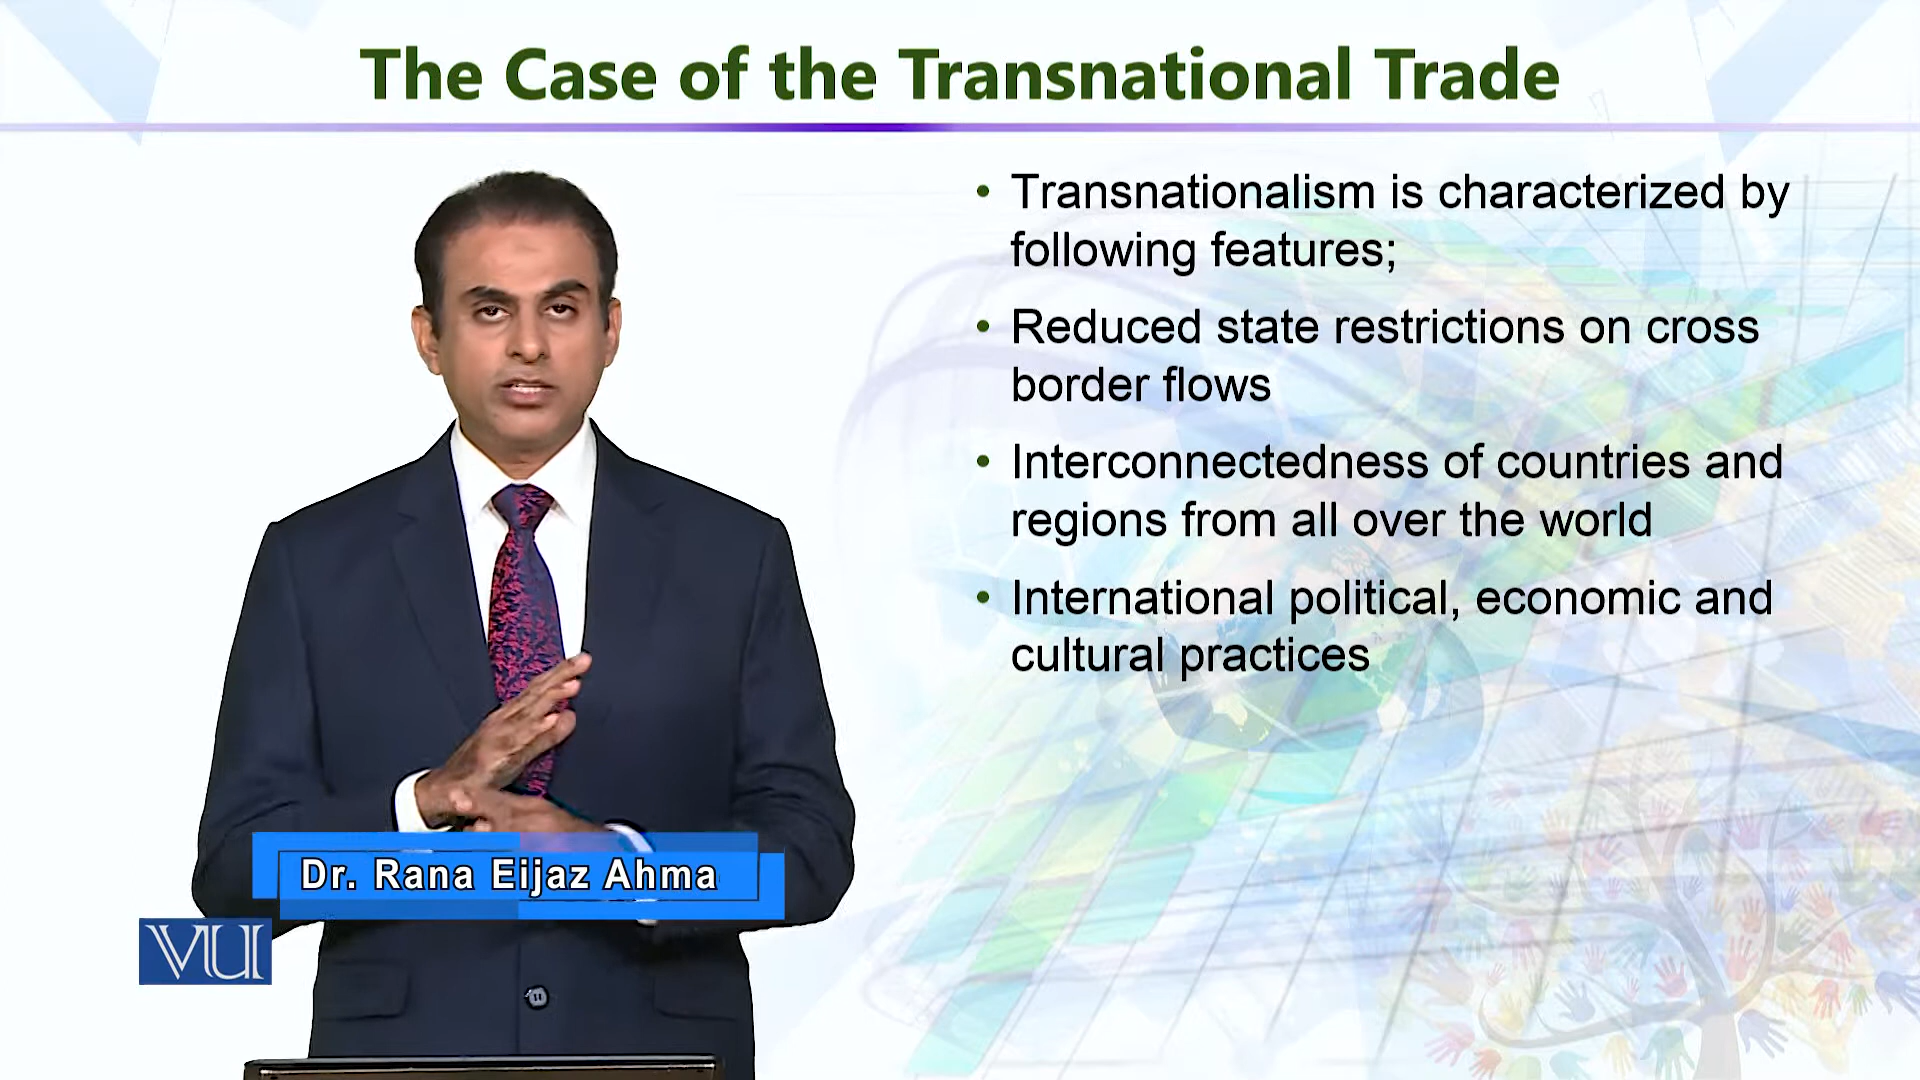 The Case of the Transnational Trade
• Transnationalism is characterized by
following features;
• Reduced state restrictions on cross
border flows
• Interconnectedness of countries and
regions from all over the world
• International political, economic and
cultural practices
Dr. Rana Eijaz Ahma
VU